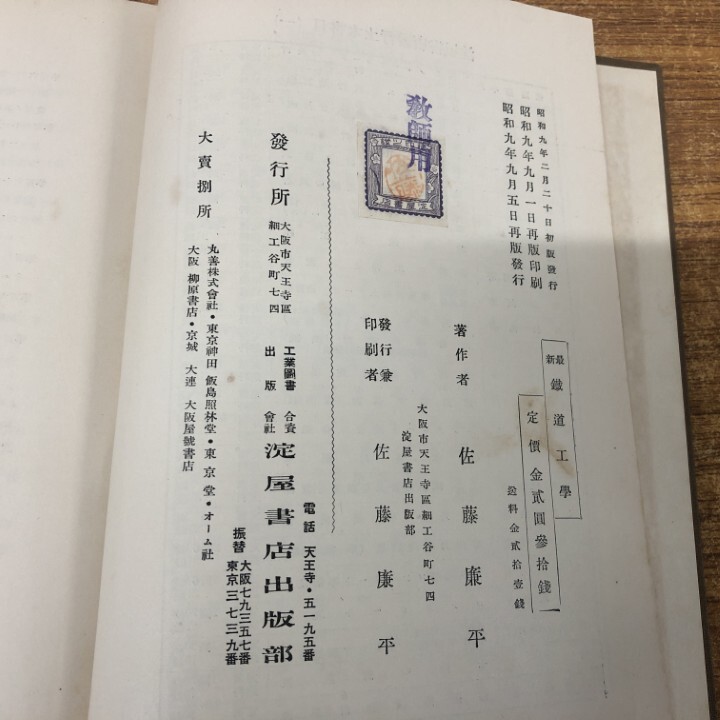 昭和九年二月二十日初版發行
昭和九年九月一日再版印刷
昭和九年九月五日再版發行
最新 鐵道工學
定價金貳圓參拾錢
送料金貳拾壹錢
教師用
著作者 佐藤廉平
大阪市天王寺區細工谷町七四
淀屋書店出版部
發行兼印刷者 佐藤廉平
發行所
大阪市天王寺區
細工谷町七四
工業圖書出版
合資會社
淀屋書店出版部
電話 天王寺・五一九五番
振替 大阪七九三五七番
東京三七三九番
大賣捌所
丸善株式會社・東京神田 飯島照林堂・東京堂・オーム社
大阪 柳原書店・京城 大連 大阪屋號書店